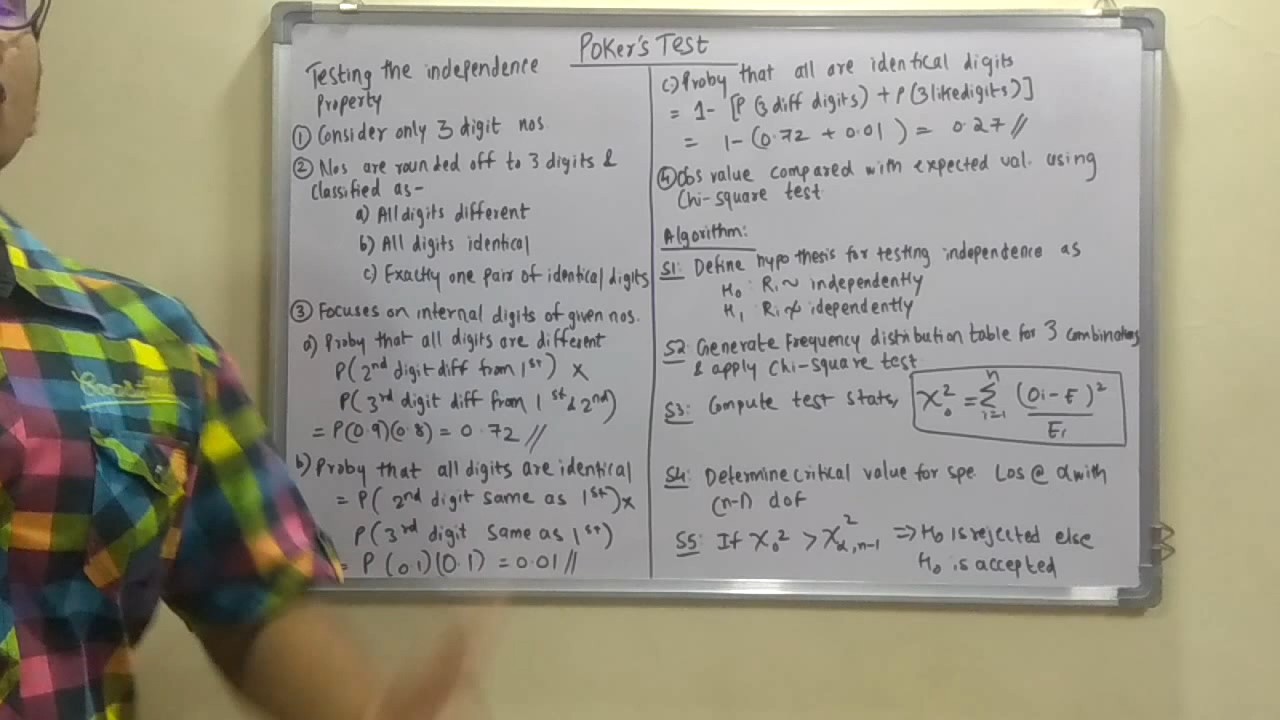 Poker's Test
Testing the independence
Property
① Consider only 3 digit nos.
② Nos are rounded off to 3 digits &
classified as-
a) All digits different
b) All digits identical
c) Exactly one pair of identical digits
③ Focuses on internal digits of given nos.
a) Proby that all digits are different
P(2nd digit diff from 1st) x
P(3rd digit diff from 1st & 2nd)
= P(0.9)(0.8) = 0.72 //
b) Proby that all digits are identical
= P( 2nd digit same as 1st) x
P(3rd digit same as 1st)
= P (0.1)(0.1) = 0.01 //
c) Proby that all are identical digits
= 1- [P (3 diff digits) + P(3 like digits)]
= 1-(0.72 + 0.01) = 0.27 //
④ Obs value compared with expected val. using
Chi-square test
Algorithm:
S1: Define hypothesis for testing independence as
H₀ : Ri ~ independently
H₁ : Ri ≁ idependently
S2: Generate Frequency distribution table for 3
& apply Chi-square test
S3: Compute test stats, X₀² = Σ i=1 n (Oi - E )² / Ei
S4: Determine critical value for spe. Los @ α with
(n-1) dof
S5: If X₀² > X²α,n-1 ⇒ H₀ is rejected else
H₀ is accepted